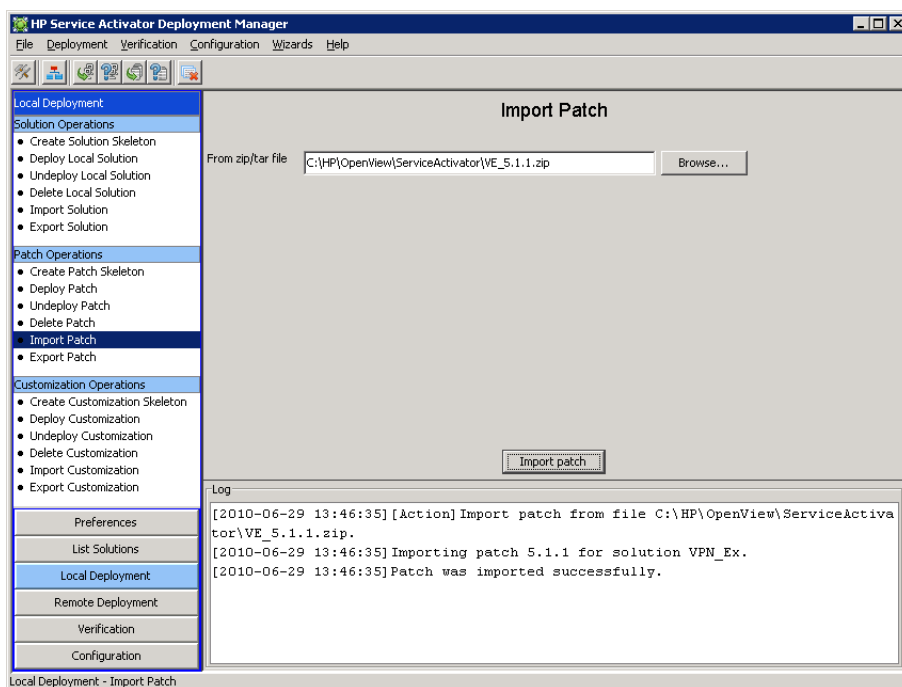 HP Service Activator Deployment Manager
File Deployment Verification Configuration Wizards Help
Local Deployment
Solution Operations
• Create Solution Skeleton
• Deploy Local Solution
• Undeploy Local Solution
• Delete Local Solution
• Import Solution
• Export Solution
Patch Operations
• Create Patch Skeleton
• Deploy Patch
• Undeploy Patch
• Delete Patch
• Import Patch
• Export Patch
Customization Operations
• Create Customization Skeleton
• Deploy Customization
• Undeploy Customization
• Delete Customization
• Import Customization
• Export Customization
Preferences
List Solutions
Local Deployment
Remote Deployment
Verification
Configuration
Import Patch
From zip/tar file C:\HP\OpenView\ServiceActivator\VE_5.1.1.zip Browse...
Import patch
Log
[2010-06-29 13:46:35][Action]Import patch from file C:\HP\OpenView\ServiceActiva
tor\VE_5.1.1.zip.
[2010-06-29 13:46:35]Importing patch 5.1.1 for solution VPN_Ex.
[2010-06-29 13:46:35]Patch was imported successfully.
Local Deployment - Import Patch